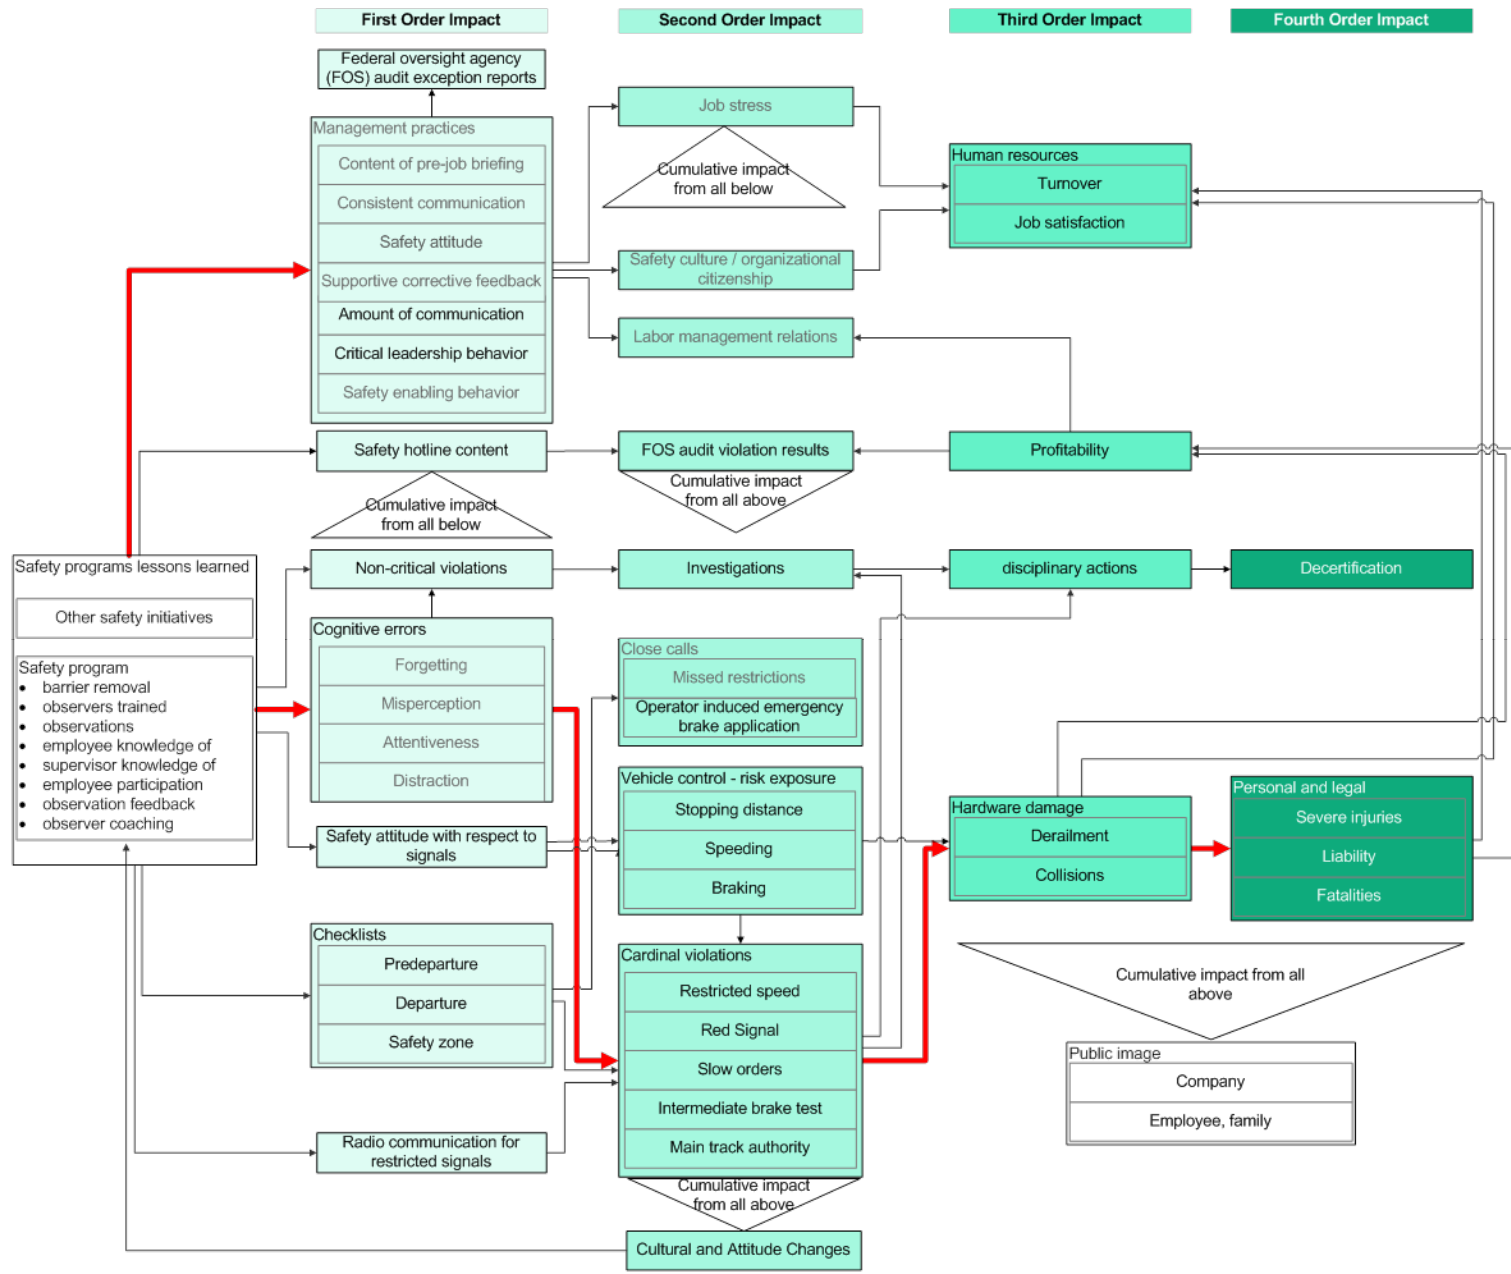 First Order Impact
Second Order Impact
Third Order Impact
Fourth Order Impact
Federal oversight agency
(FOS) audit exception reports
Management practices
Content of pre-job briefing
Consistent communication
Safety attitude
Supportive corrective feedback
Amount of communication
Critical leadership behavior
Safety enabling behavior
Safety hotline content
Cumulative impact
from all below
Non-critical violations
Cognitive errors
Forgetting
Misperception
Attentiveness
Distraction
Safety attitude with respect to
signals
Checklists
Predeparture
Departure
Safety zone
Radio communication for
restricted signals
Safety programs lessons learned
Other safety initiatives
Safety program
• barrier removal
• observers trained
• observations
• employee knowledge of
• supervisor knowledge of
• employee participation
• observation feedback
• observer coaching
Job stress
Cumulative impact
from all below
Safety culture / organizational
citizenship
Labor management relations
FOS audit violation results
Cumulative impact
from all above
Investigations
Close calls
Missed restrictions
Operator induced emergency
brake application
Vehicle control - risk exposure
Stopping distance
Speeding
Braking
Cardinal violations
Restricted speed
Red Signal
Slow orders
Intermediate brake test
Main track authority
Cumulative impact
from all above
Cultural and Attitude Changes
Human resources
Turnover
Job satisfaction
Profitability
disciplinary actions
Hardware damage
Derailment
Collisions
Decertification
Personal and legal
Severe injuries
Liability
Fatalities
Cumulative impact from all
above
Public image
Company
Employee, family